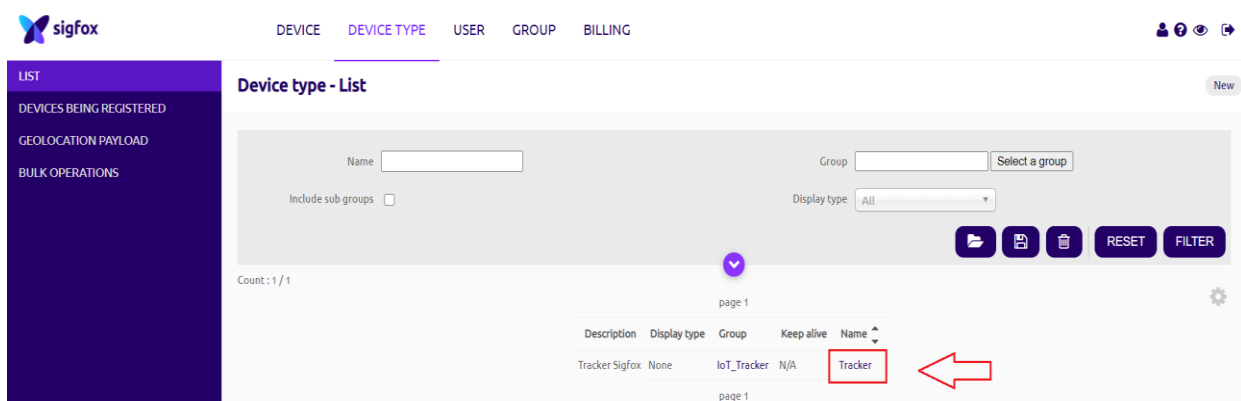 sigfox
DEVICE DEVICE TYPE USER GROUP BILLING
LIST
DEVICES BEING REGISTERED
GEOLOCATION PAYLOAD
BULK OPERATIONS
Device type - List
New
Name
Group Select a group
Include sub groups
Display type All
RESET FILTER
Count : 1 / 1
page 1
Description Display type Group Keep alive Name
Tracker Sigfox None IoT_Tracker N/A Tracker
page 1